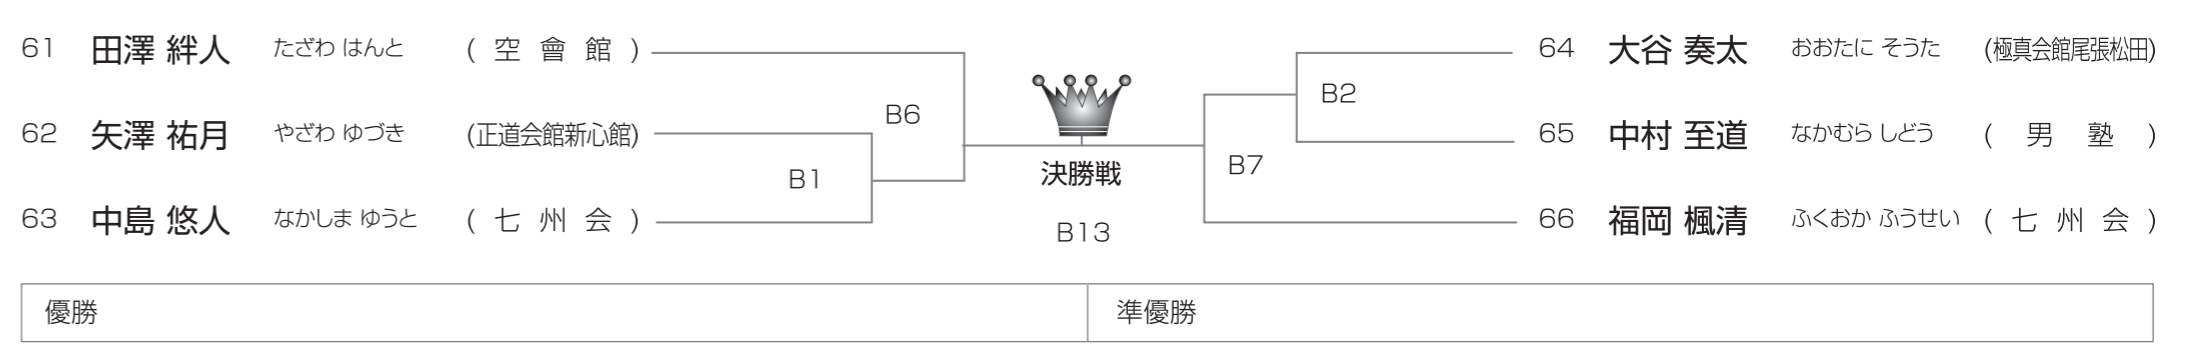 61 田澤 絆人 たざわ はんと (空會館)
64 大谷 奏太 おおたに そうた (極真会館尾張松田)
B2
B6
62 矢澤 祐月 やざわ ゆづき (正道会館新心館)
65 中村 至道 なかむら しどう (男塾)
B1
決勝戦
B7
63 中島 悠人 なかしま ゆうと (七州会)
B13
66 福岡 楓清 ふくおか ふうせい (七州会)
優勝
準優勝